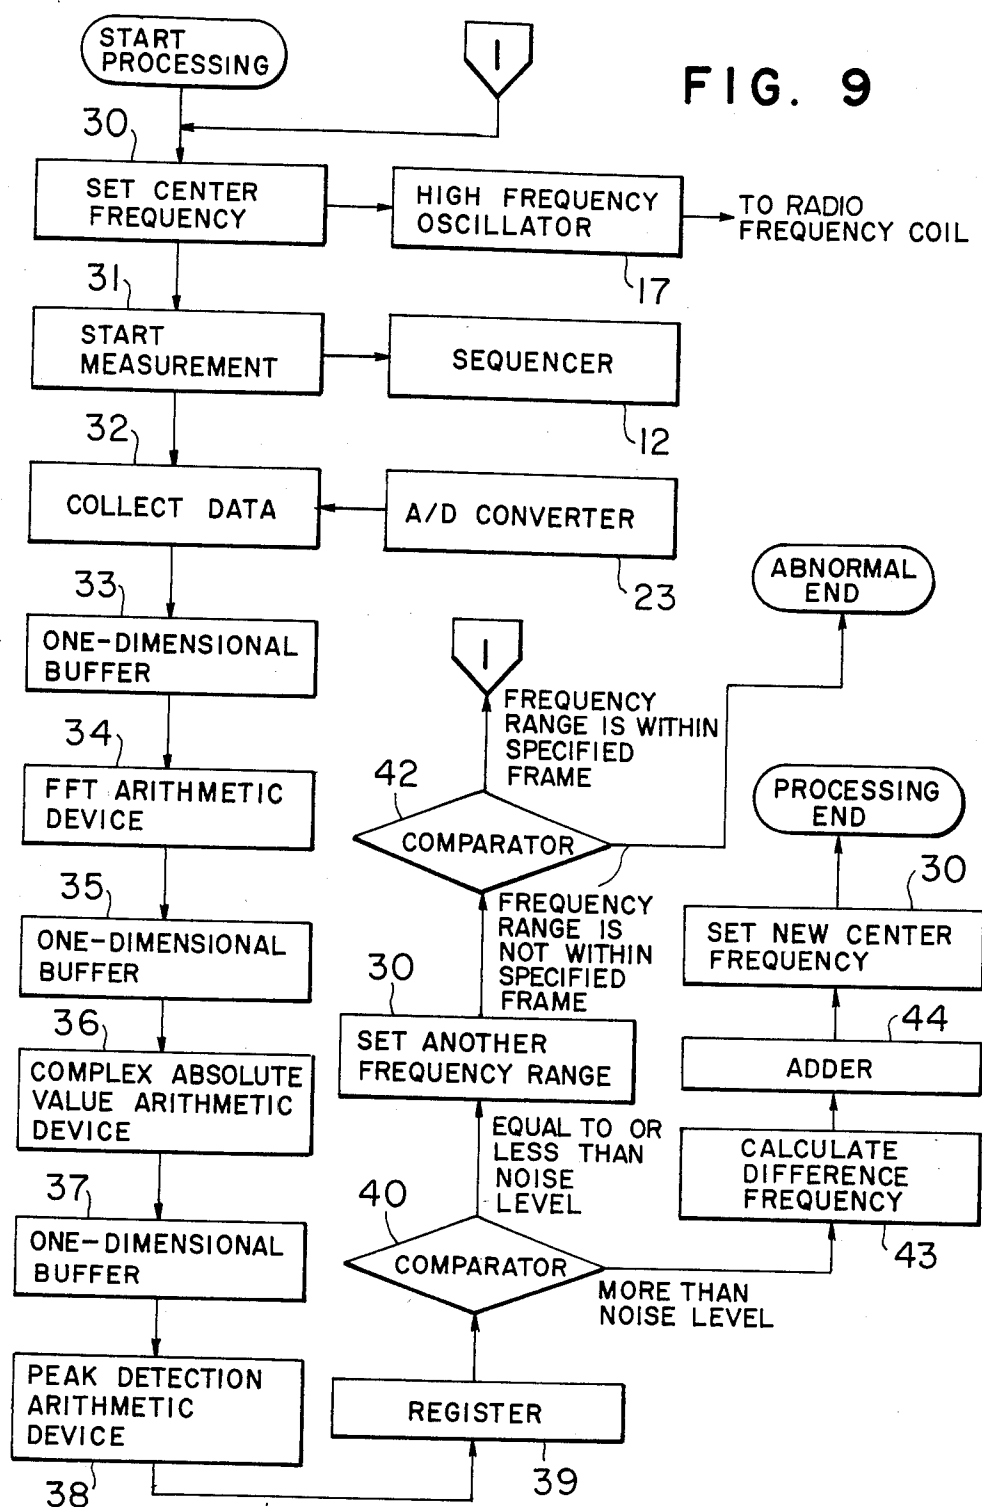 START
PROCESSING
1
FIG. 9
30
SET CENTER
FREQUENCY
HIGH FREQUENCY
OSCILLATOR
TO RADIO
FREQUENCY COIL
17
31
START
MEASUREMENT
SEQUENCER
12
32
COLLECT DATA
A/D CONVERTER
23
33
ONE-DIMENSIONAL
BUFFER
34
FFT ARITHMETIC
DEVICE
35
ONE-DIMENSIONAL
BUFFER
36
COMPLEX ABSOLUTE
VALUE ARITHMETIC
DEVICE
37
ONE-DIMENSIONAL
BUFFER
PEAK DETECTION
ARITHMETIC
DEVICE
38
REGISTER
39
40
COMPARATOR
EQUAL TO OR
LESS THAN
NOISE
LEVEL
MORE THAN
NOISE LEVEL
30
SET ANOTHER
FREQUENCY RANGE
42
COMPARATOR
1
FREQUENCY
RANGE IS WITHIN
SPECIFIED
FRAME
FREQUENCY
RANGE IS
NOT WITHIN
SPECIFIED
FRAME
ABNORMAL
END
PROCESSING
END
30
SET NEW CENTER
FREQUENCY
44
ADDER
CALCULATE
DIFFERENCE
FREQUENCY
43